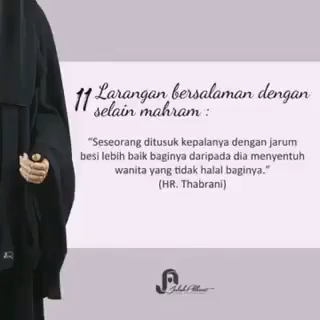 11 Larangan bersalaman dengan
selain mahram :
"Seseorang ditusuk kepalanya dengan jarum
besi lebih baik baginya daripada dia menyentuh
wanita yang tidak halal baginya."
(HR. Thabrani)